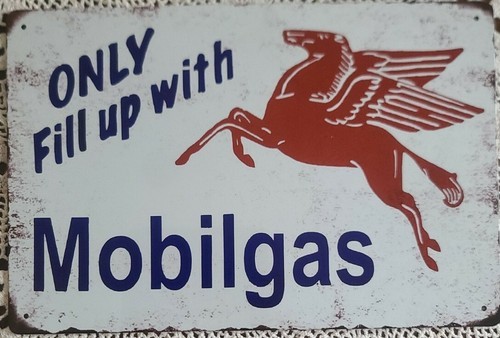 ONLY
Fill up with
Mobilgas